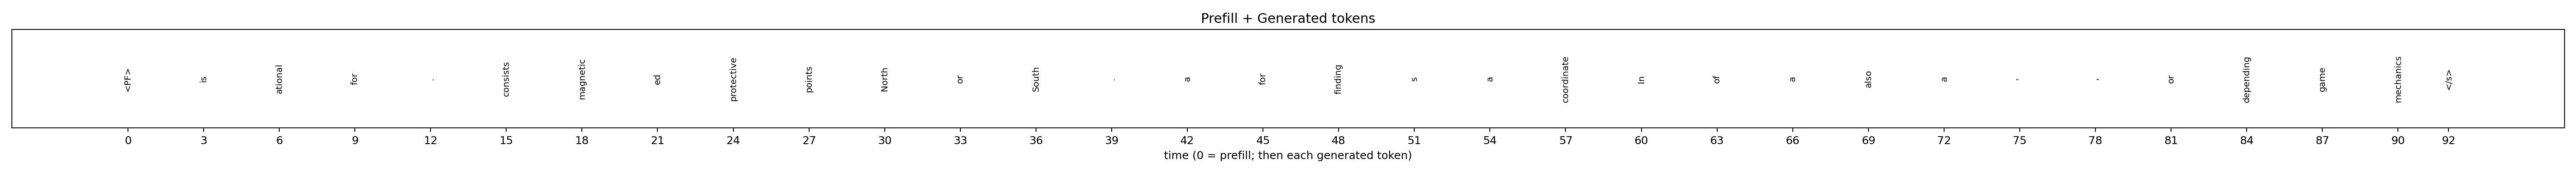 Prefill + Generated tokens
<PF> is ational for . consists magnetic ed protective points North or South . a for finding s a coordinate In of a also a , , or depending game mechanics </s>
0 3 6 9 12 15 18 21 24 27 30 33 36 39 42 45 48 51 54 57 60 63 66 69 72 75 78 81 84 87 90 92
time (0 = prefill; then each generated token)